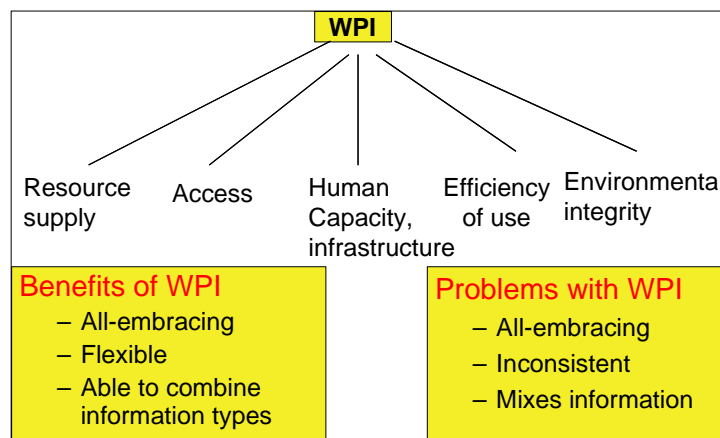 WPI
Resource
supply
Access
Human
Capacity,
infrastructure
Efficiency
of use
Environmenta
integrity
Benefits of WPI
– All-embracing
– Flexible
– Able to combine
information types
Problems with WPI
– All-embracing
– Inconsistent
– Mixes information